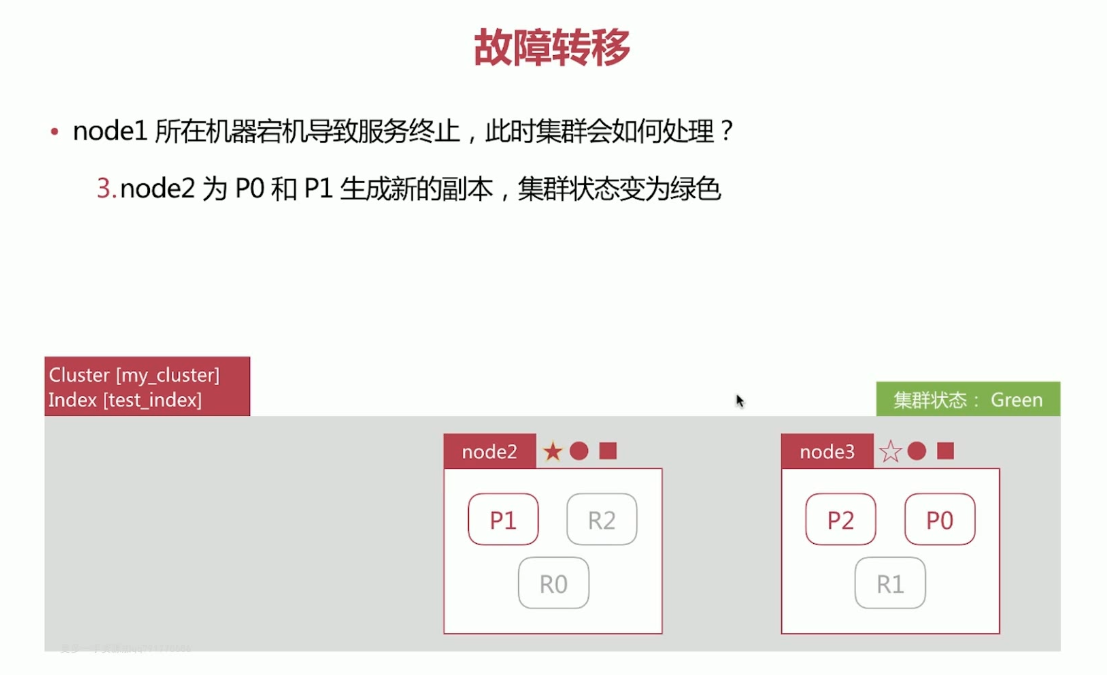 故障转移
• node1 所在机器宕机导致服务终止，此时集群会如何处理？
3.node2 为 P0 和 P1 生成新的副本，集群状态变为绿色
Cluster [my_cluster]
Index [test_index]
集群状态： Green
node2
node3
P1
R2
P2
P0
R0
R1